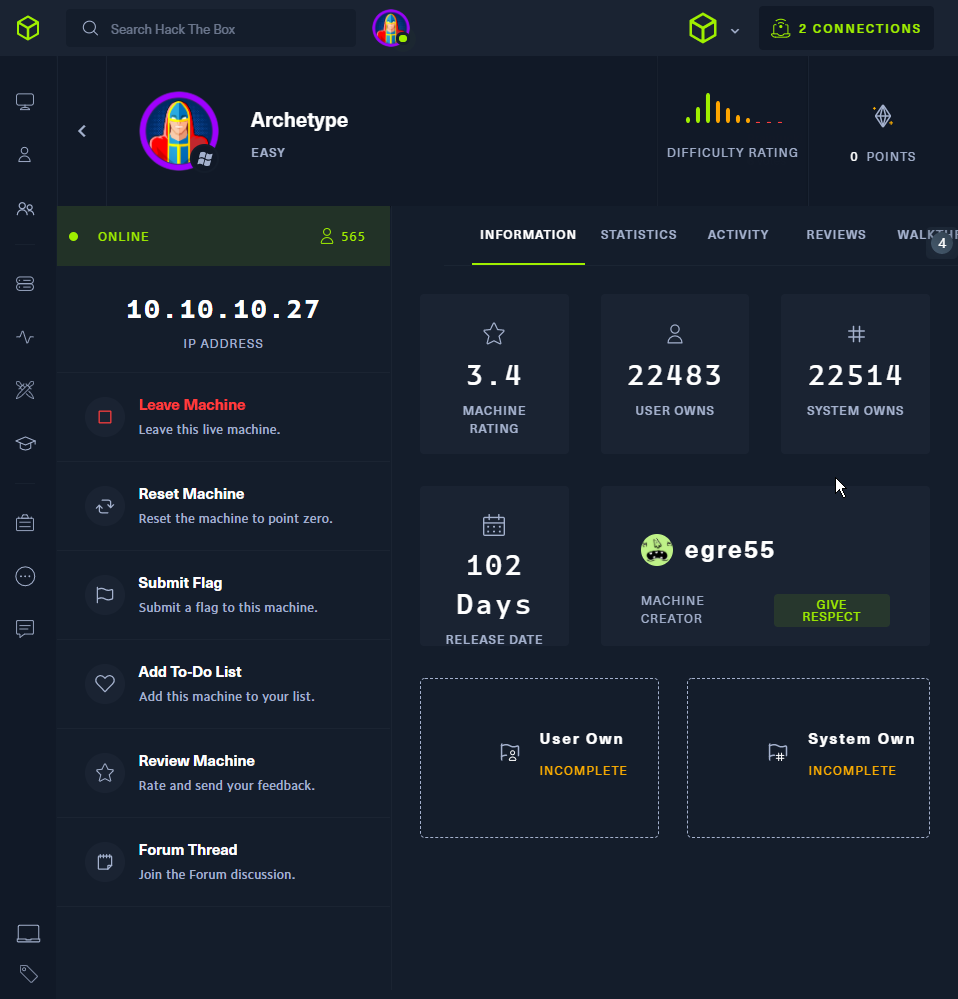 Search Hack The Box
2 CONNECTIONS
Archetype
EASY
DIFFICULTY RATING
0 POINTS
ONLINE
565
INFORMATION
STATISTICS
ACTIVITY
REVIEWS
4
10.10.10.27
IP ADDRESS
Leave Machine
Leave this live machine.
Reset Machine
Reset the machine to point zero.
Submit Flag
Submit a flag to this machine.
Add To-Do List
Add this machine to your list.
Review Machine
Rate and send your feedback.
Forum Thread
Join the Forum discussion.
3.4
MACHINE
RATING
22483
USER OWNS
22514
SYSTEM OWNS
102
Days
RELEASE DATE
egre55
MACHINE
CREATOR
GIVE
RESPECT
User Own
INCOMPLETE
System Own
INCOMPLETE